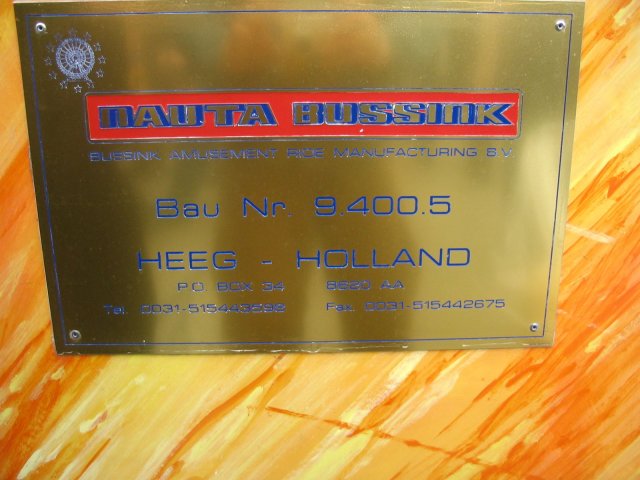 NAUTA BUSSINK
BUSSINK AMUSEMENT RIDE MANUFACTURING B.V.
Bau Nr. 9.400.5
HEEG - HOLLAND
P.O. BOX 34 8620 AA
Tel. 0031-515443592 Fax. 0031-515442675